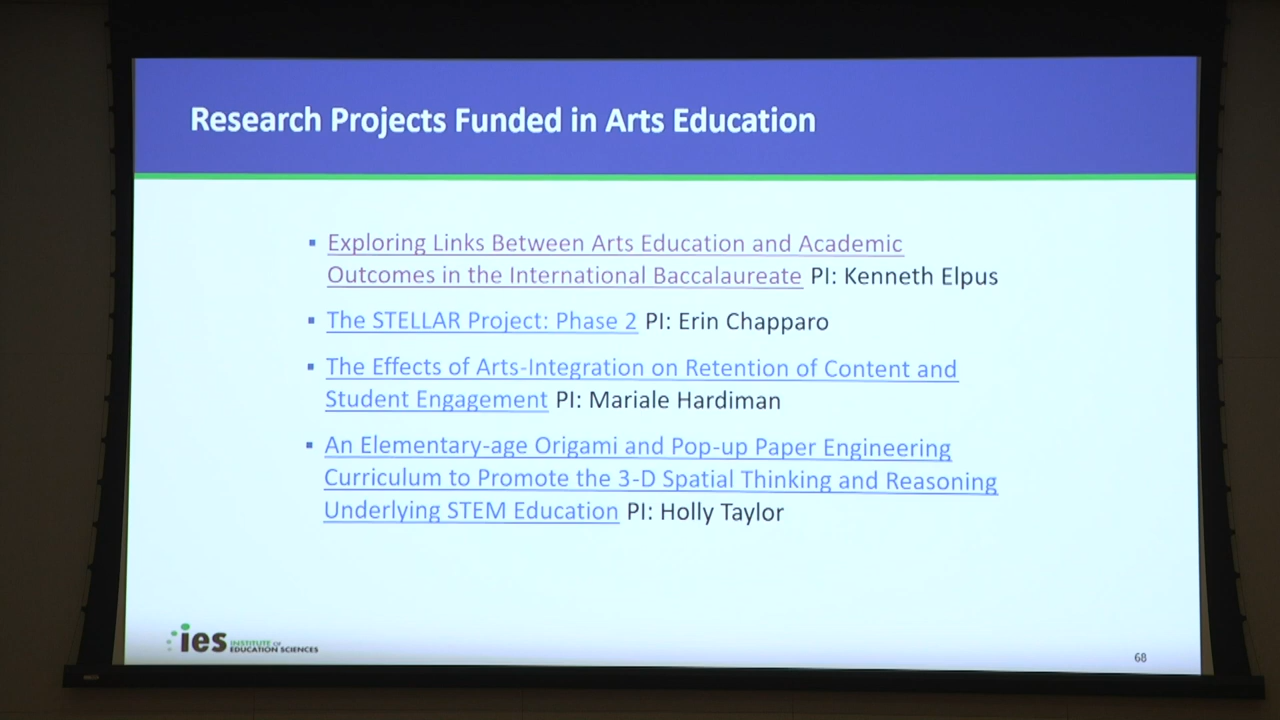 Research Projects Funded in Arts Education
▪ Exploring Links Between Arts Education and Academic
Outcomes in the International Baccalaureate PI: Kenneth Elpus
▪ The STELLAR Project: Phase 2 PI: Erin Chapparo
▪ The Effects of Arts-Integration on Retention of Content and
Student Engagement PI: Mariale Hardiman
▪ An Elementary-age Origami and Pop-up Paper Engineering
Curriculum to Promote the 3-D Spatial Thinking and Reasoning
Underlying STEM Education PI: Holly Taylor
ies INSTITUTE OF
EDUCATION SCIENCES
68